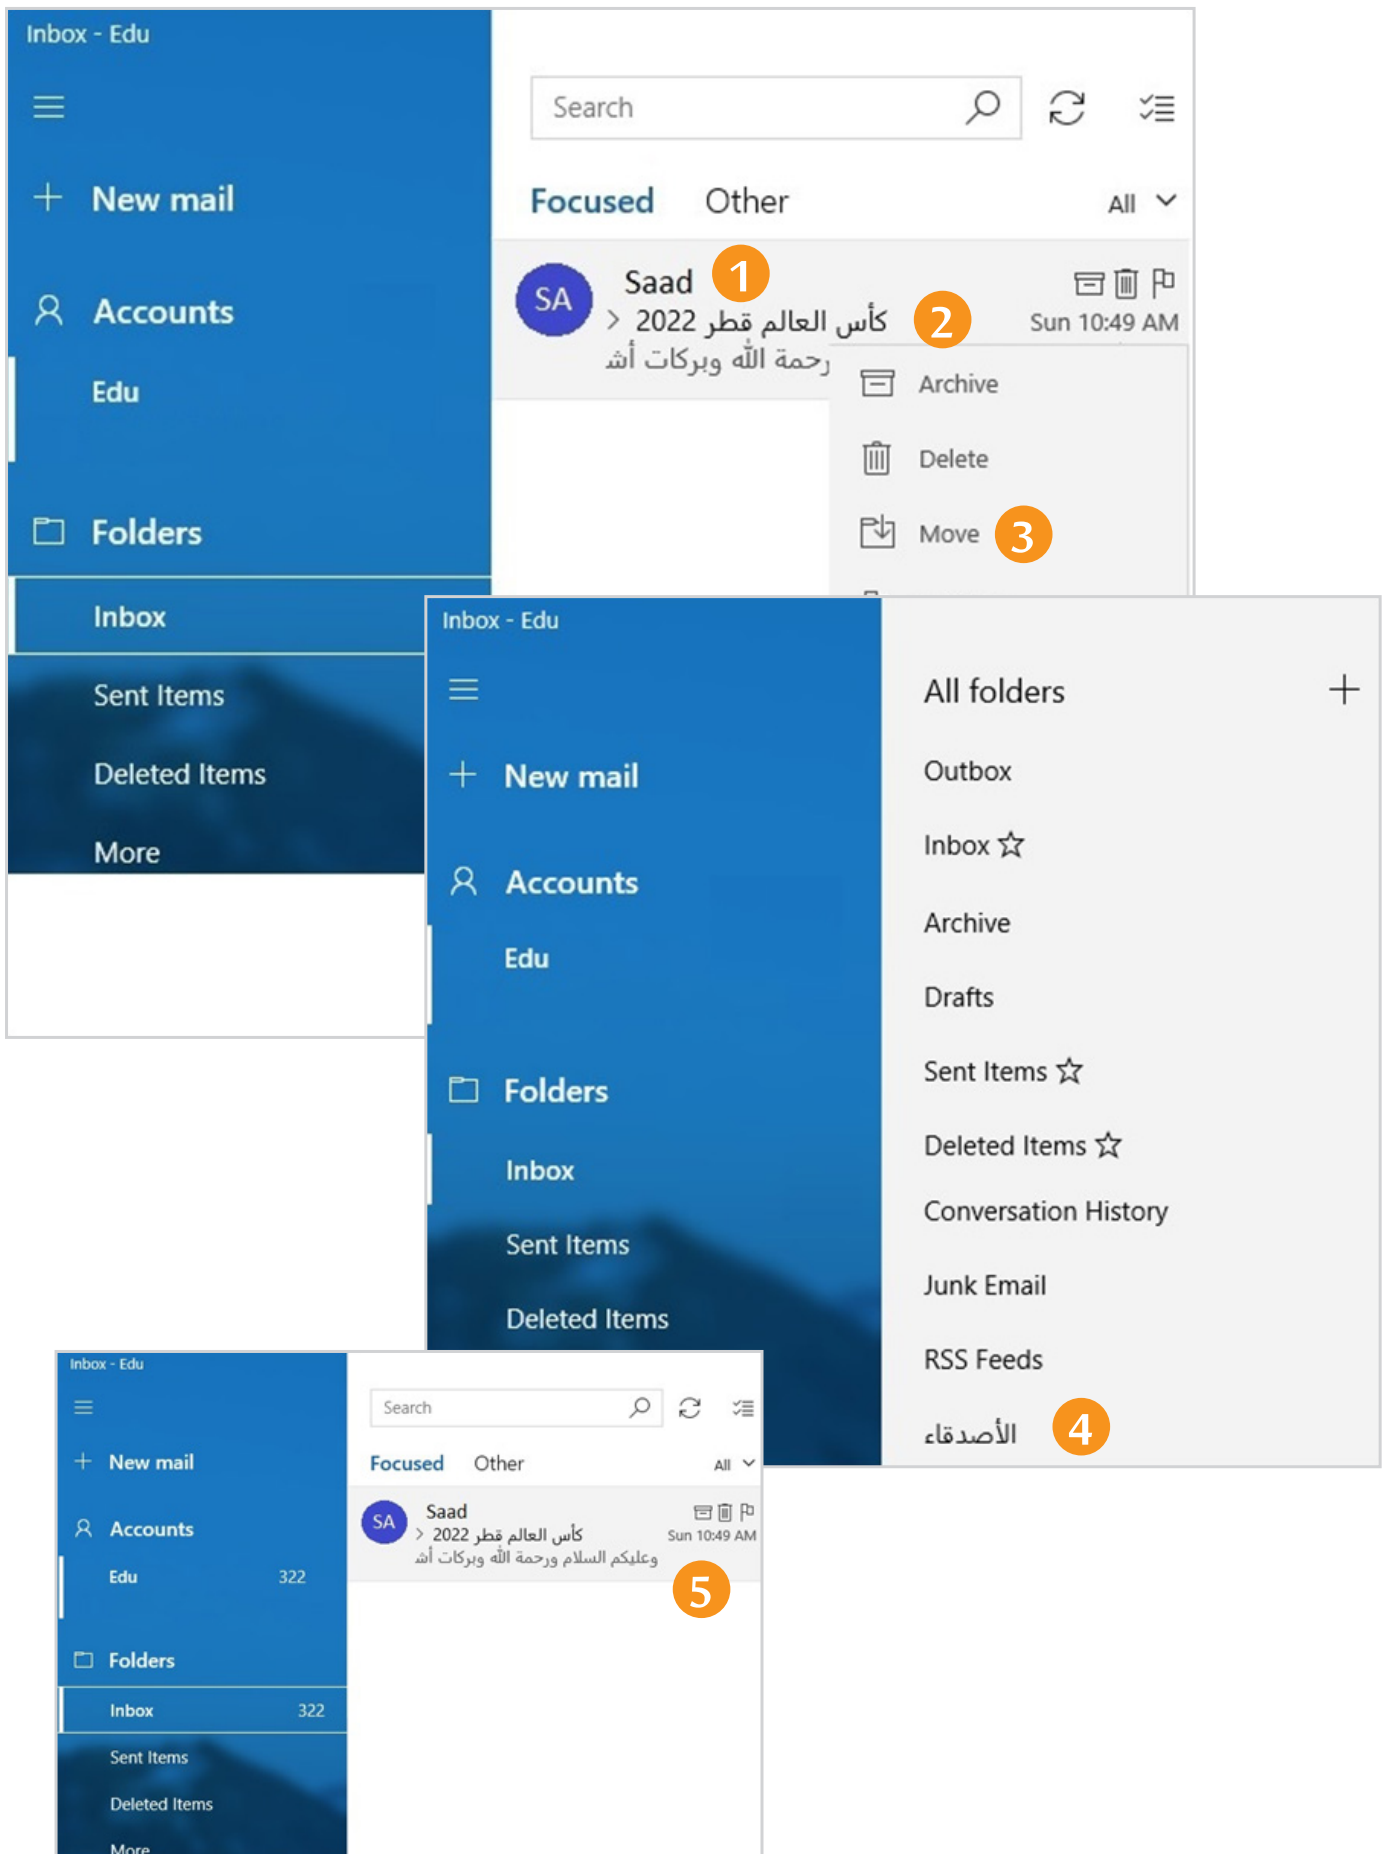 Inbox - Edu
New mail
Accounts
Edu
Folders
Inbox
Sent Items
Deleted Items
More
Search
Focused Other All
SA
Saad 1
كأس العالم قطر 2022 > 2
Sun 10:49 AM
رحمة الله وبركات أش
Archive
Delete
Move 3
Inbox - Edu
New mail
Accounts
Edu
Folders
Inbox
Sent Items
Deleted Items
All folders
Outbox
Inbox
Archive
Drafts
Sent Items
Deleted Items
Conversation History
Junk Email
RSS Feeds
الأصدقاء 4
Inbox - Edu
New mail
Accounts
Edu 322
Folders
Inbox 322
Sent Items
Deleted Items
More
Search
Focused Other All
SA
Saad
كأس العالم قطر 2022 >
Sun 10:49 AM
وعليكم السلام ورحمة الله وبركات أش
5